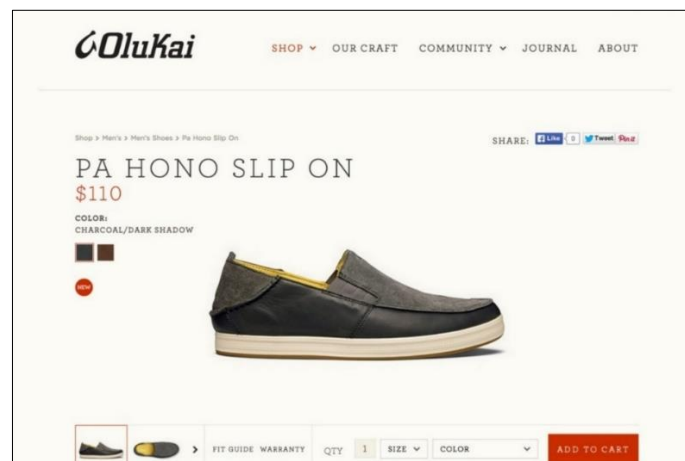 OluKai
SHOP OUR CRAFT COMMUNITY JOURNAL ABOUT
Shop > Men's > Men's Shoes > Pa Hono Slip On
SHARE: Like 0 Tweet Pin it
PA HONO SLIP ON
$110
COLOR:
CHARCOAL/DARK SHADOW
NEW
FIT GUIDE WARRANTY QTY 1 SIZE COLOR ADD TO CART